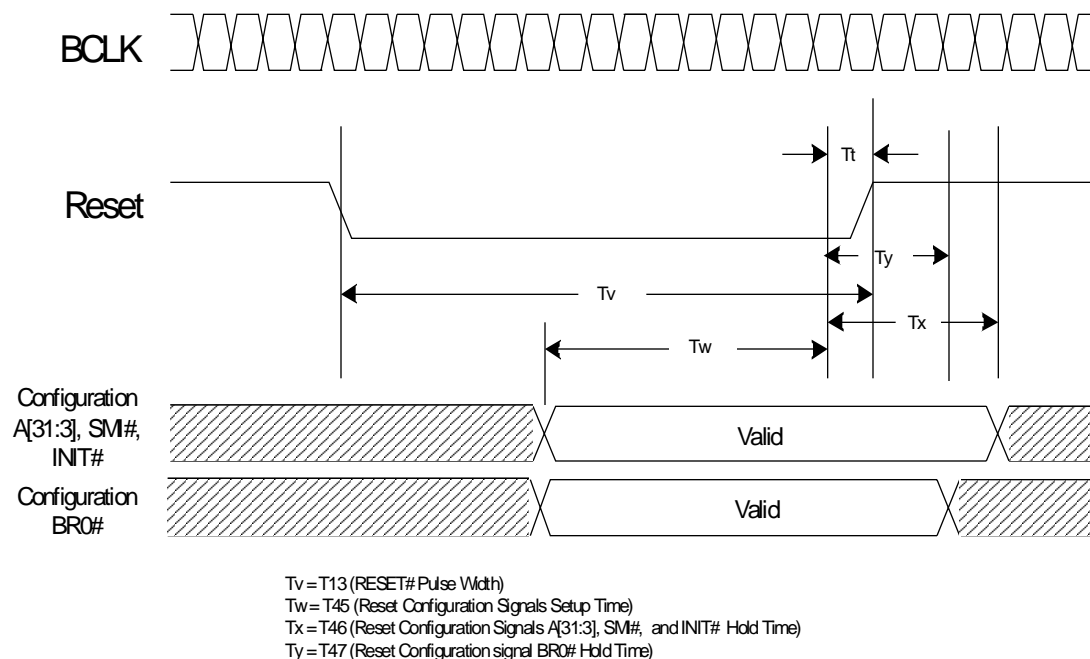 BCLK
Tt
Reset
Ty
Tv
Tx
Tw
Configuration
A[31:3], SMI#,
INIT#
Valid
Configuration
BR0#
Valid
Tv = T13 (RESET# Pulse Width)
Tw = T45 (Reset Configuration Signals Setup Time)
Tx = T46 (Reset Configuration Signals A[31:3], SMI#, and INIT# Hold Time)
Ty = T47 (Reset Configuration signal BR0# Hold Time)